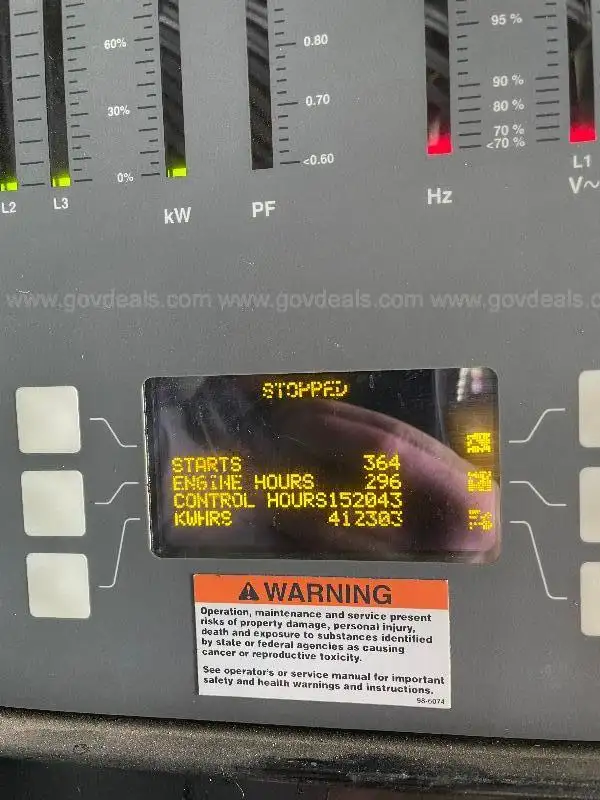 60%
30%
0%
L2
L3
kW
0.80
0.70
<0.60
PF
95 %
90 %
80 %
70 %
<70 %
Hz
L1
V~
www.govdeals.com www.govdeals.com www.govdeals.com
STOPPED
STARTS 364
ENGINE HOURS 296
CONTROL HOURS152043
KWHRS 412303
WARNING
Operation, maintenance and service present
risks of property damage, personal injury,
death and exposure to substances identified
by state or federal agencies as causing
cancer or reproductive toxicity.
See operator's or service manual for important
safety and health warnings and instructions.
98-6074